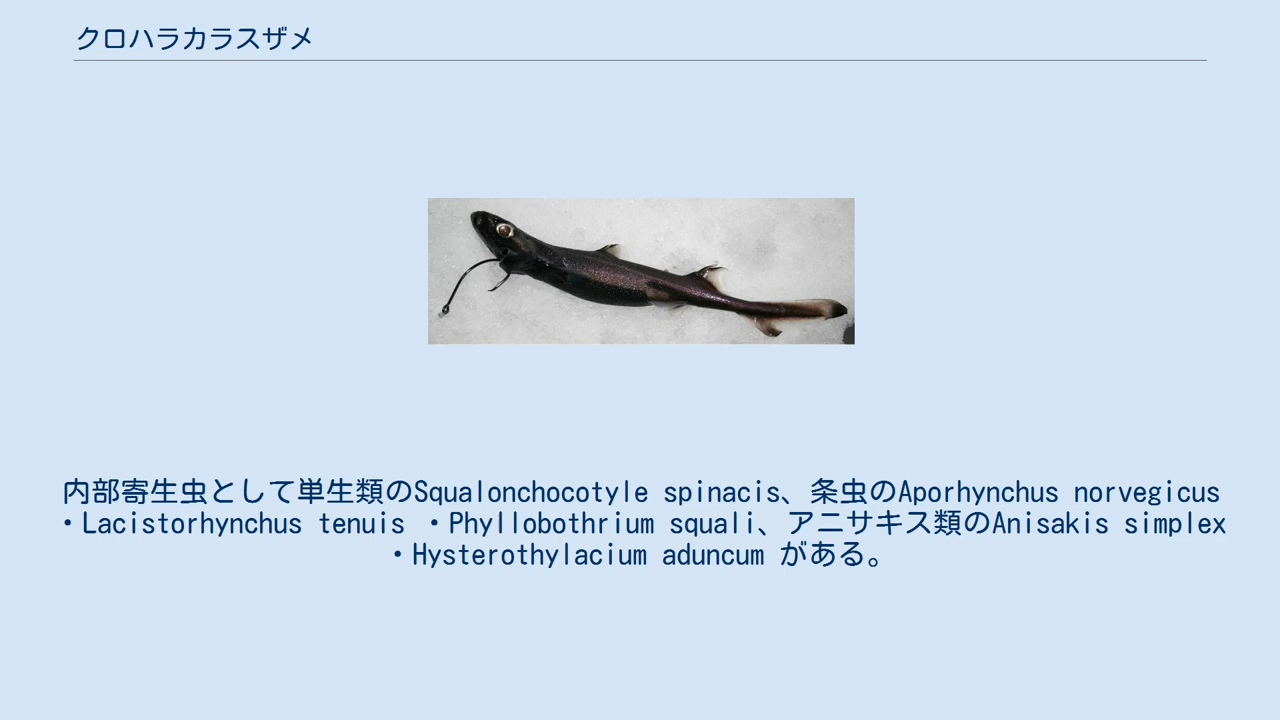 クロハラカラスザメ
内部寄生虫として単生類のSqualonchocotyle spinacis、条虫のAporhynchus norvegicus
・Lacistorhynchus tenuis ・Phyllobothrium squali、アニサキス類のAnisakis simplex
・Hysterothylacium aduncum がある。